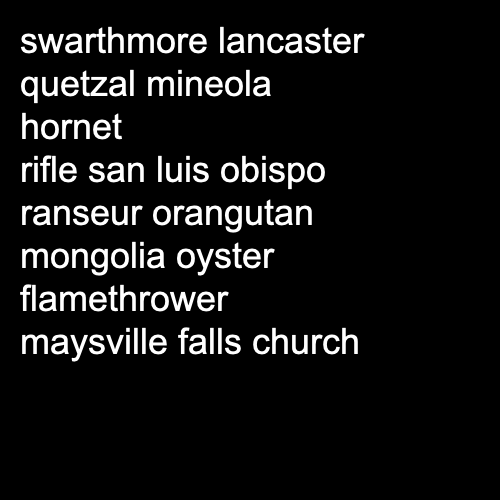 swarthmore lancaster
quetzal mineola
hornet
rifle san luis obispo
ranseur orangutan
mongolia oyster
flamethrower
maysville falls church